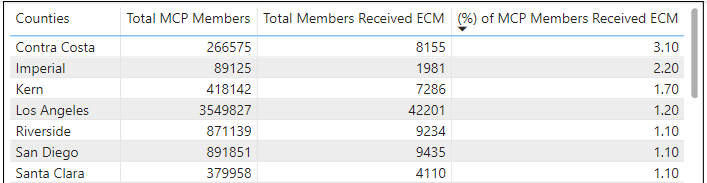 Counties Total MCP Members Total Members Received ECM (%) of MCP Members Received ECM
Contra Costa 266575 8155 3.10
Imperial 89125 1981 2.20
Kern 418142 7286 1.70
Los Angeles 3549827 42201 1.20
Riverside 871139 9234 1.10
San Diego 891851 9435 1.10
Santa Clara 379958 4110 1.10